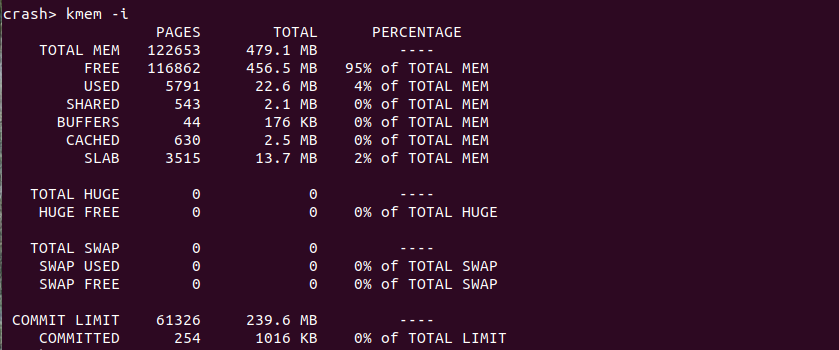 crash> kmem -i
PAGES TOTAL PERCENTAGE
TOTAL MEM 122653 479.1 MB ----
FREE 116862 456.5 MB 95% of TOTAL MEM
USED 5791 22.6 MB 4% of TOTAL MEM
SHARED 543 2.1 MB 0% of TOTAL MEM
BUFFERS 44 176 KB 0% of TOTAL MEM
CACHED 630 2.5 MB 0% of TOTAL MEM
SLAB 3515 13.7 MB 2% of TOTAL MEM
TOTAL HUGE 0 0 ----
HUGE FREE 0 0 0% of TOTAL HUGE
TOTAL SWAP 0 0 ----
SWAP USED 0 0 0% of TOTAL SWAP
SWAP FREE 0 0 0% of TOTAL SWAP
COMMIT LIMIT 61326 239.6 MB ----
COMMITTED 254 1016 KB 0% of TOTAL LIMIT